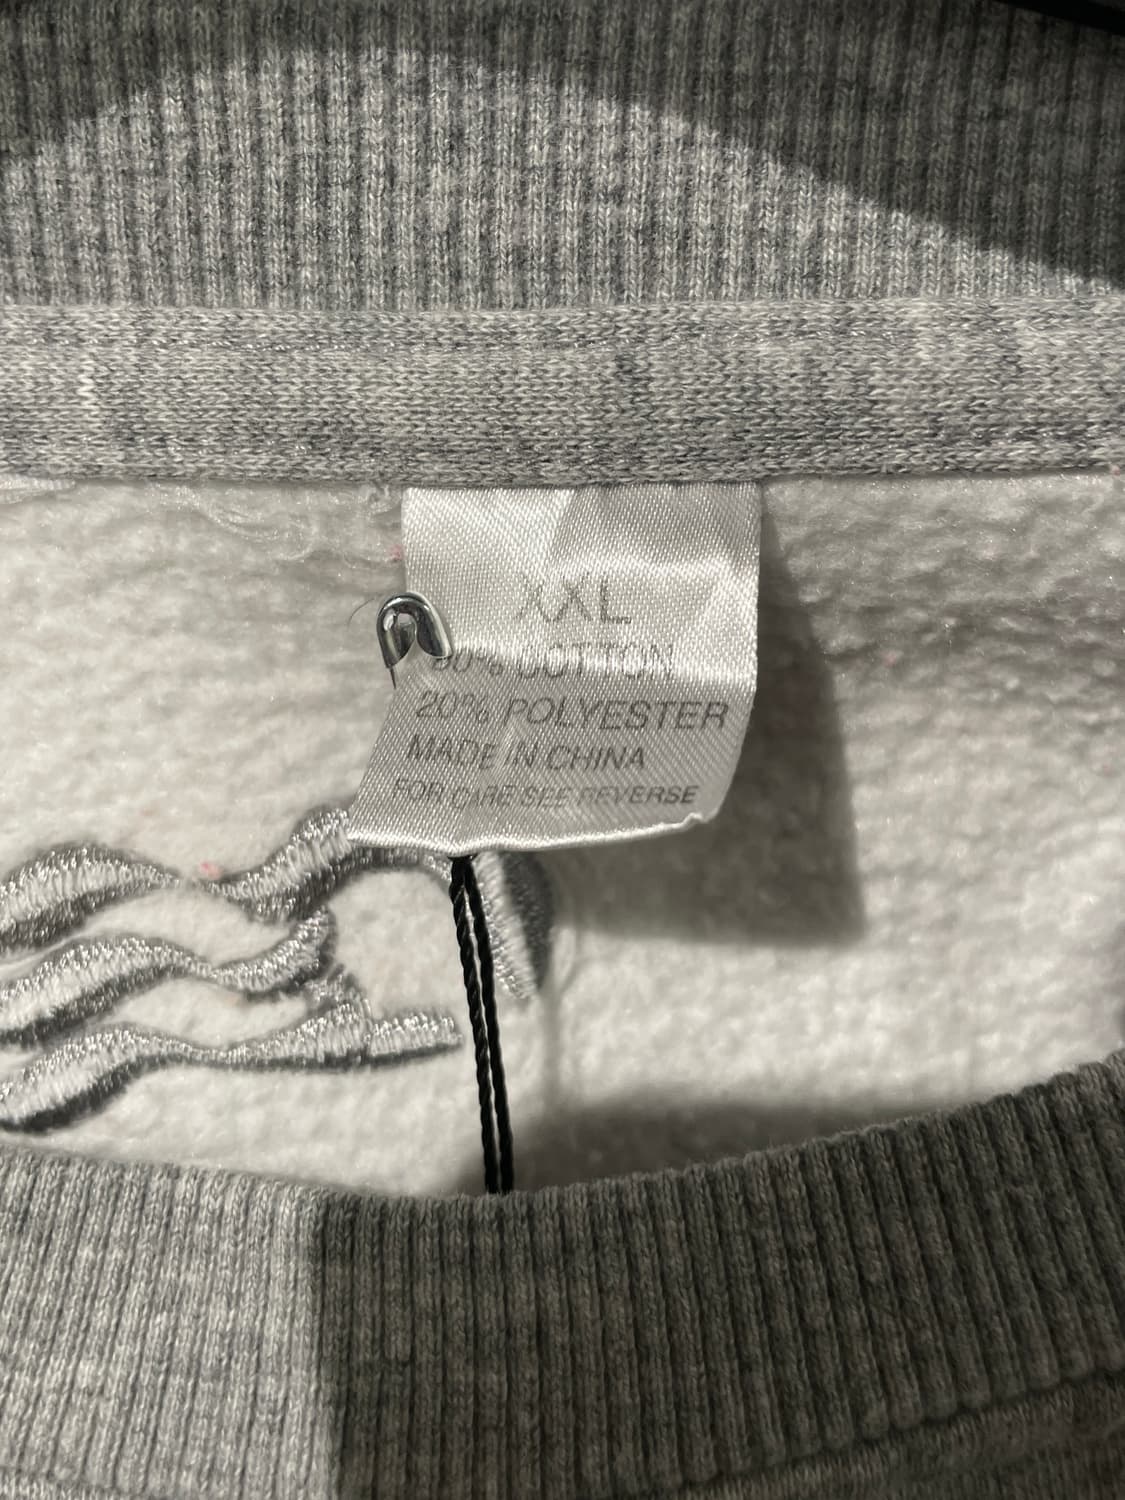 XXL
80% COTTON
20% POLYESTER
MADE IN CHINA
FOR CARE SEE REVERSE